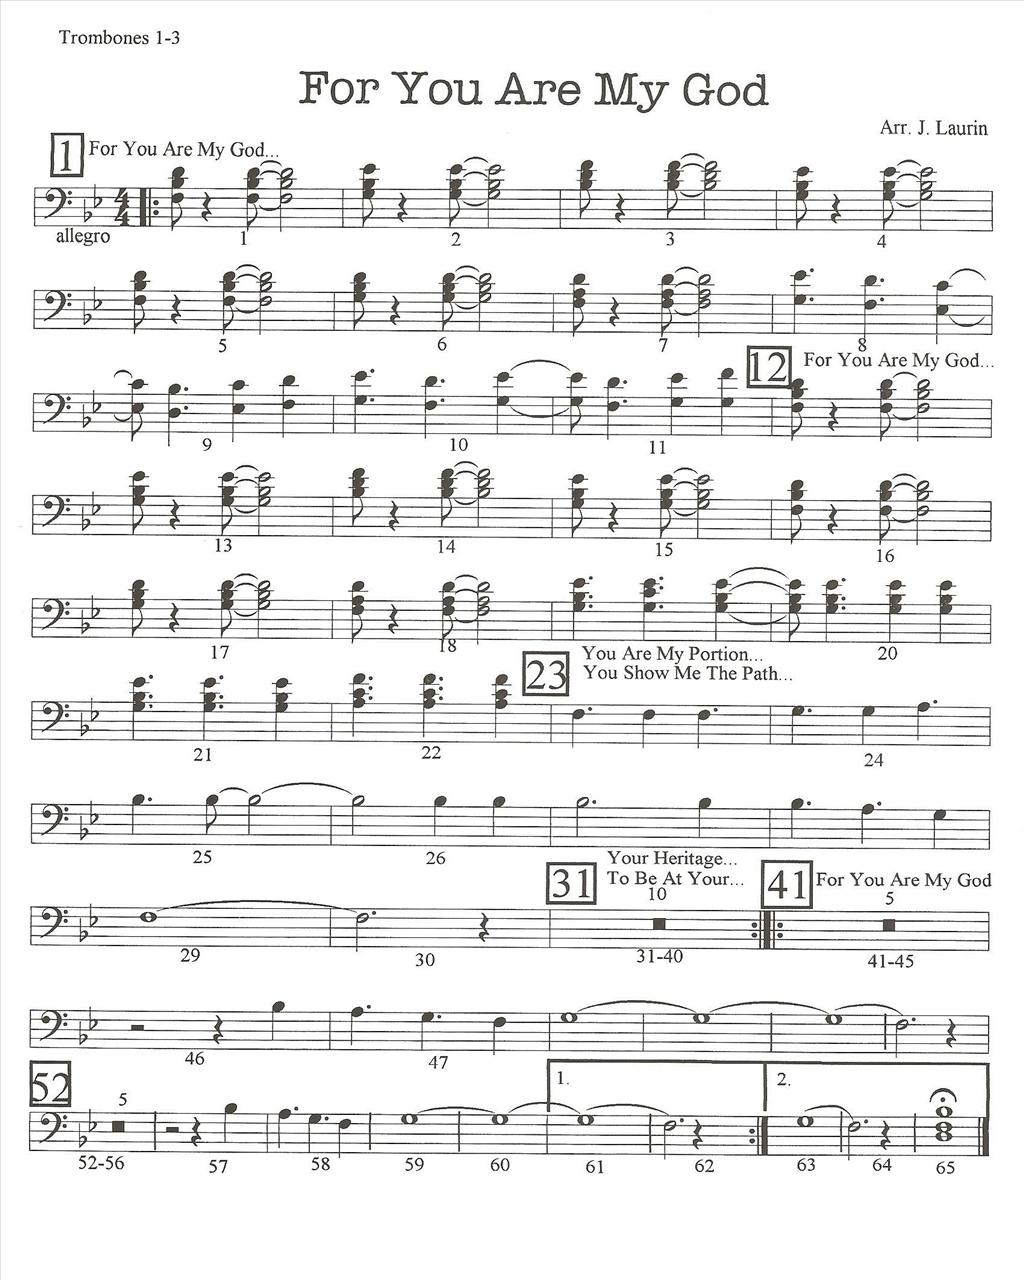 Trombones 1-3
For You Are My God
Arr. J. Laurin
1 For You Are My God...
4
4
allegro
1 2 3 4
5 6 7 8
12 For You Are My God...
9 10 11
13 14 15 16
17 18 20
23 You Are My Portion...
You Show Me The Path...
21 22 24
25 26
31 Your Heritage...
To Be At Your...
10
41 For You Are My God
5
29 30 31-40 41-45
46 47
52 5 1. 2.
52-56 57 58 59 60 61 62 63 64 65